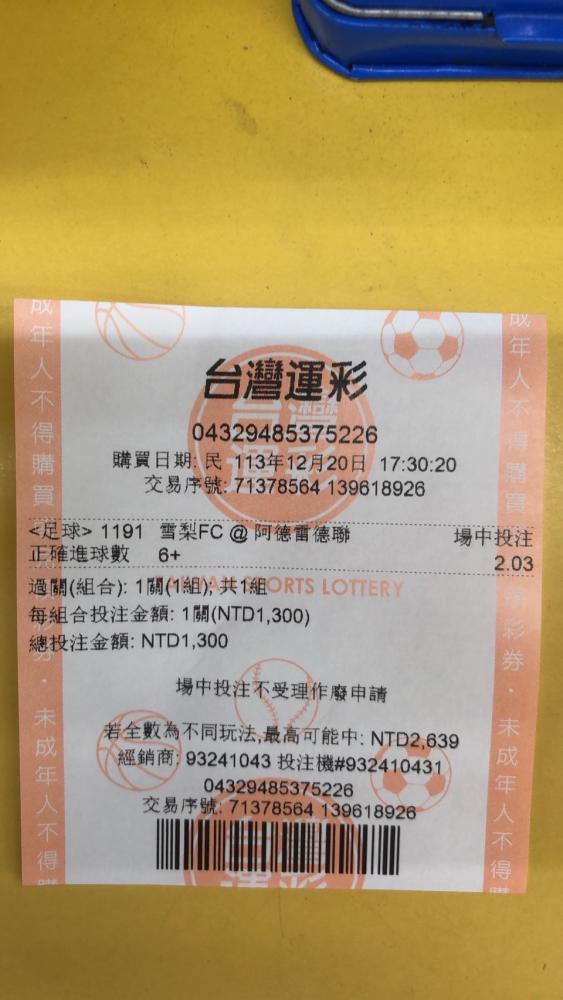 台灣運彩
04329485375226
購買日期: 民 113年12月20日 17:30:20
交易序號: 71378564 139618926
<足球> 1191 雪梨FC @ 阿德雷德聯 場中投注
正確進球數 6+ 2.03
過關(組合): 1關(1組); 共1組
TAIWAN SPORTS LOTTERY
每組合投注金額: 1關(NTD1,300)
總投注金額: NTD1,300
場中投注不受理作廢申請
若全數為不同玩法,最高可能中: NTD2,639
經銷商: 93241043 投注機#932410431
04329485375226
交易序號: 71378564 139618926
成年人不得購買
彩券・未成年人不得購
成年人不得購買
彩券・未成年人不得